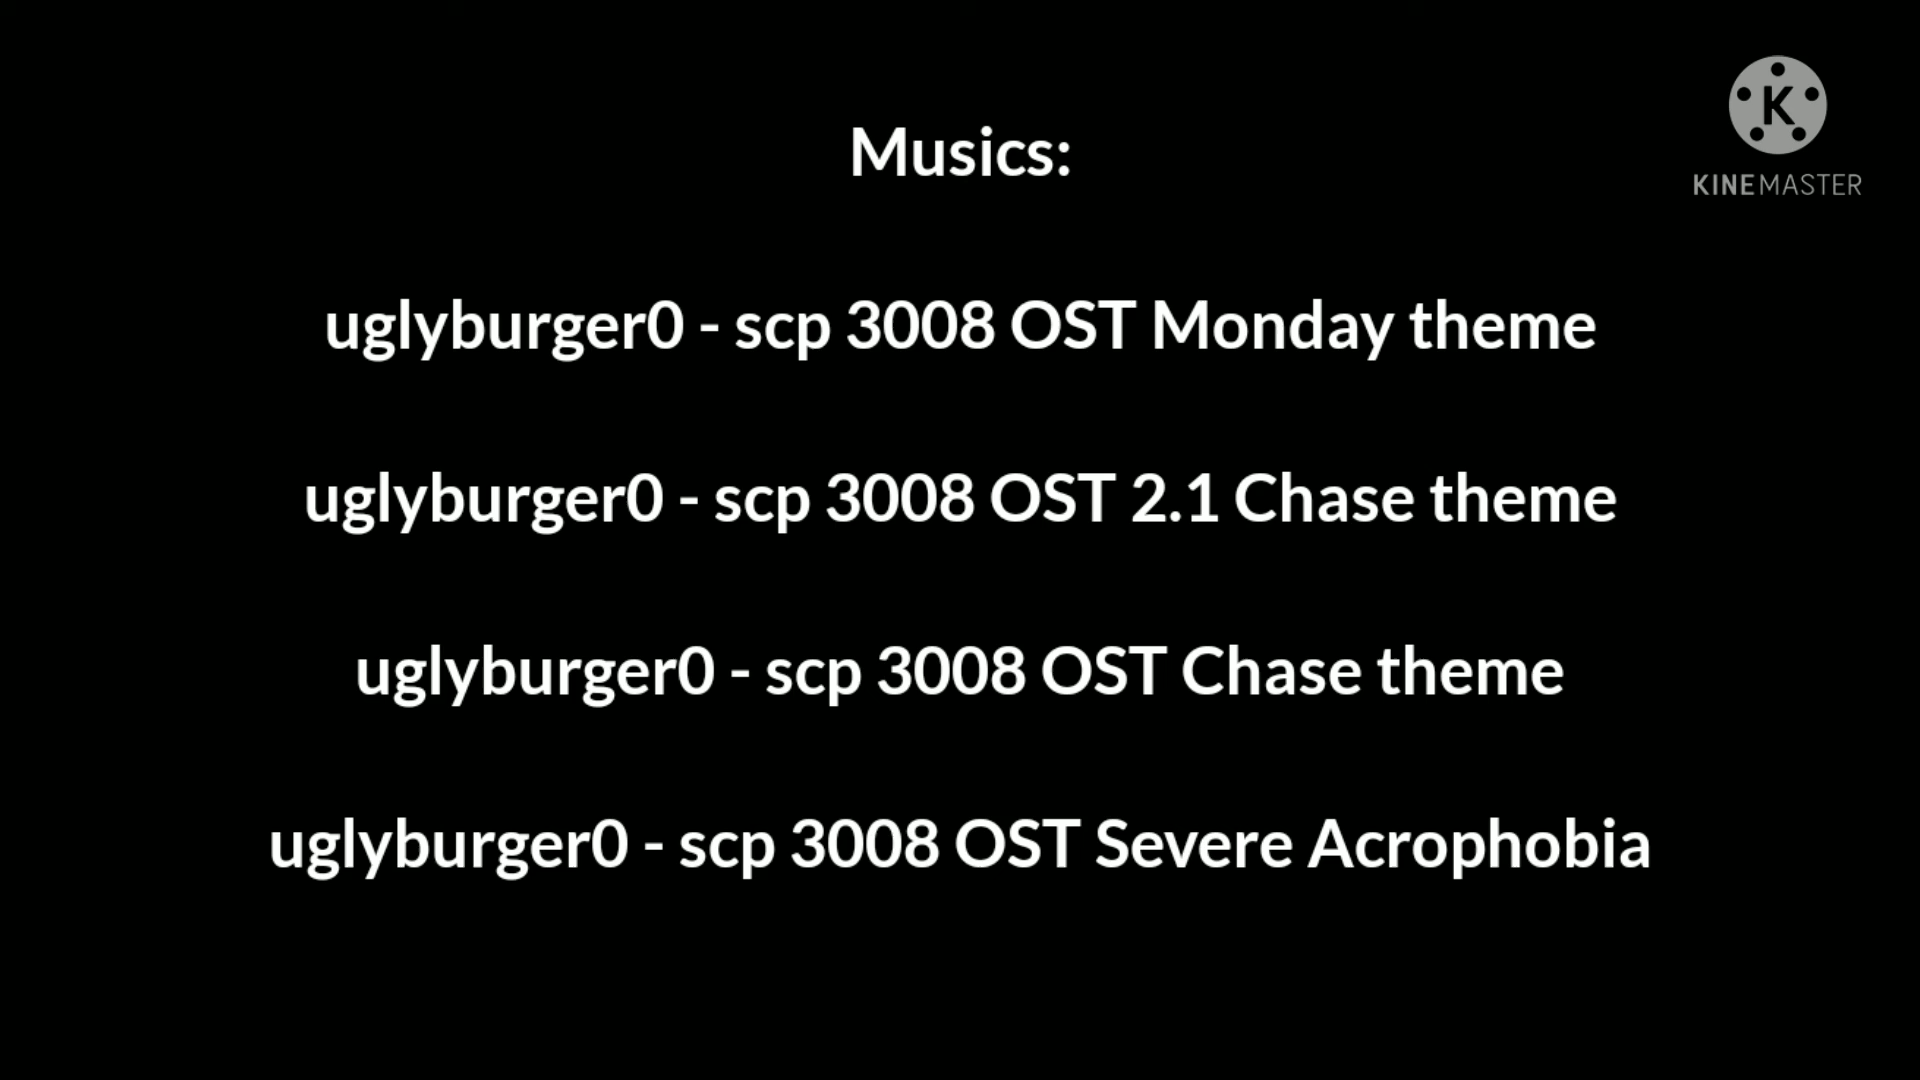 Musics:
K
KINEMASTER
uglyburger0 - scp 3008 OST Monday theme
uglyburger0 - scp 3008 OST 2.1 Chase theme
uglyburger0 - scp 3008 OST Chase theme
uglyburger0 - scp 3008 OST Severe Acrophobia